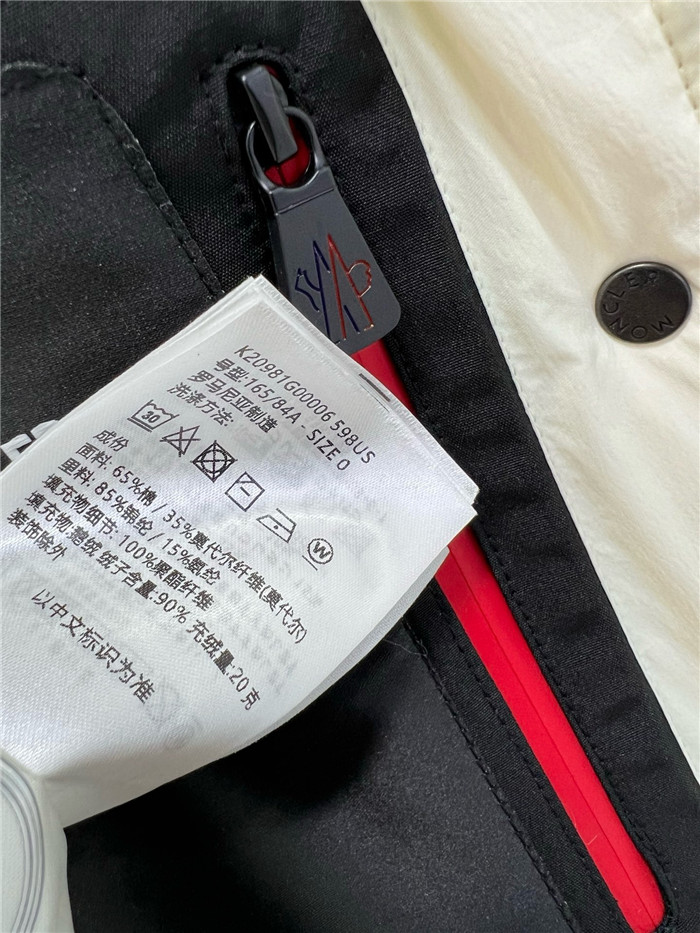 K20981G00006 598US
号型:165/84A - SIZE 0
罗马尼亚制造
洗涤方法:
30
W
成份
面料: 65%棉 / 35%莫代尔纤维(莫代尔)
里料: 85%锦纶 / 15%氨纶
填充物细节: 100%聚酯纤维
填充物:鹅绒 绒子含量:90% 充绒量:20克
装饰除外
以中文标识为准
MONCLER